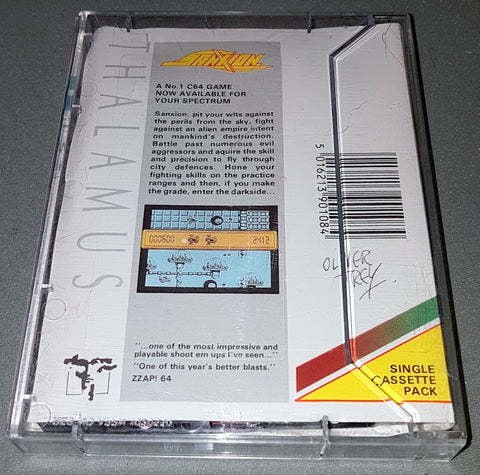 THALAMUS
SANXION
A No.1 C64 GAME
NOW AVAILABLE FOR
YOUR SPECTRUM
Sanxion: pit your wits against
the perils from the sky, fight
against an alien empire intent
on mankind's destruction.
Battle past numerous evil
aggressors and aquire the skill
and precision to fly through
city defences. Hone your
fighting skills on the practice
ranges and then, if you make
the grade, enter the darkside...
000600
2412
"...one of the most impressive and
playable shoot em ups I've seen..."
"One of this year's better blasts."
ZZAP! 64
5 016213 901084
OLIVER
FREY
SINGLE
CASSETTE
PACK